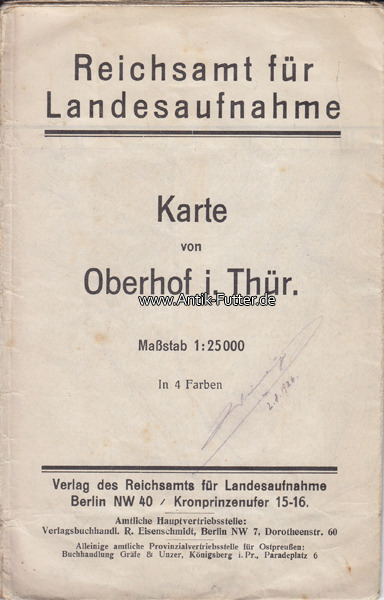 Reichsamt für
Landesaufnahme
Karte
von
Oberhof i. Thür.
www.Antik-Futter.de
Maßstab 1:25000
In 4 Farben
Verlag des Reichsamts für Landesaufnahme
Berlin NW 40 / Kronprinzenufer 15-16.
Amtliche Hauptvertriebsstelle:
Verlagsbuchhandl. R. Eisenschmidt, Berlin NW 7, Dorotheenstr. 60
Alleinige amtliche Provinzialvertriebsstelle für Ostpreußen:
Buchhandlung Gräfe & Unzer, Königsberg i. Pr., Paradeplatz 6